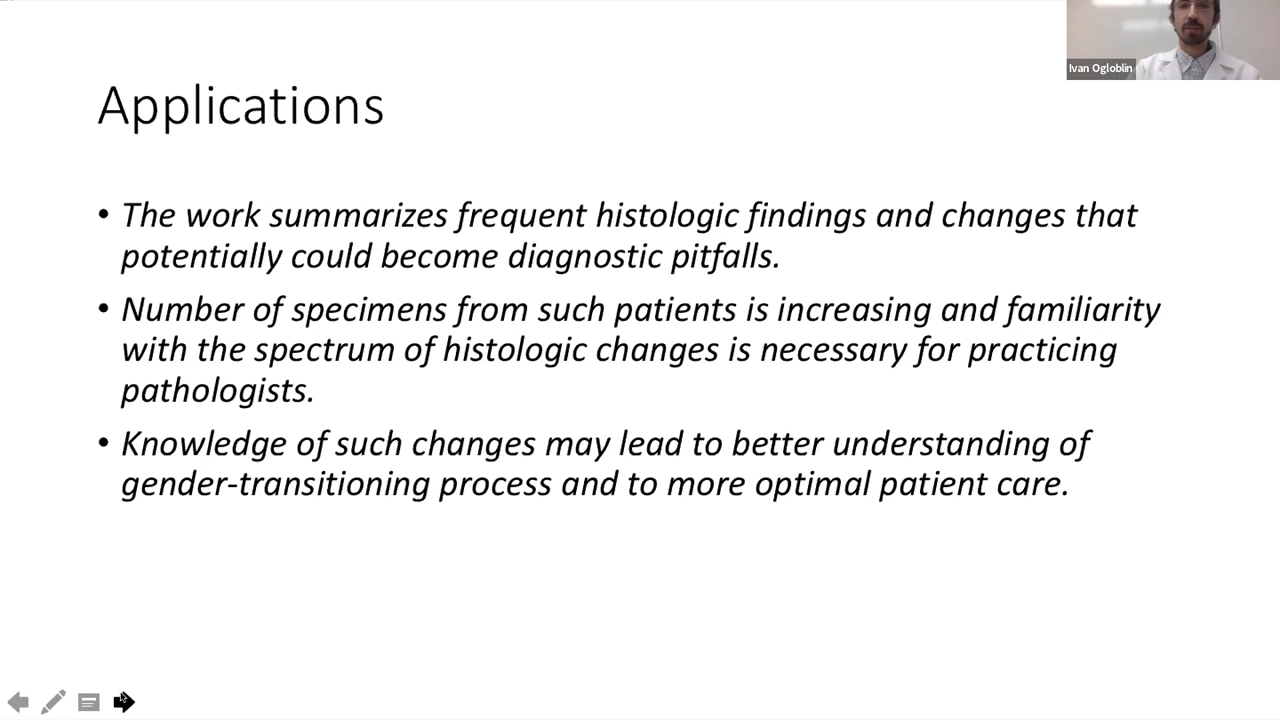 Ivan Ogloblin
Applications
• The work summarizes frequent histologic findings and changes that
potentially could become diagnostic pitfalls.
• Number of specimens from such patients is increasing and familiarity
with the spectrum of histologic changes is necessary for practicing
pathologists.
• Knowledge of such changes may lead to better understanding of
gender-transitioning process and to more optimal patient care.